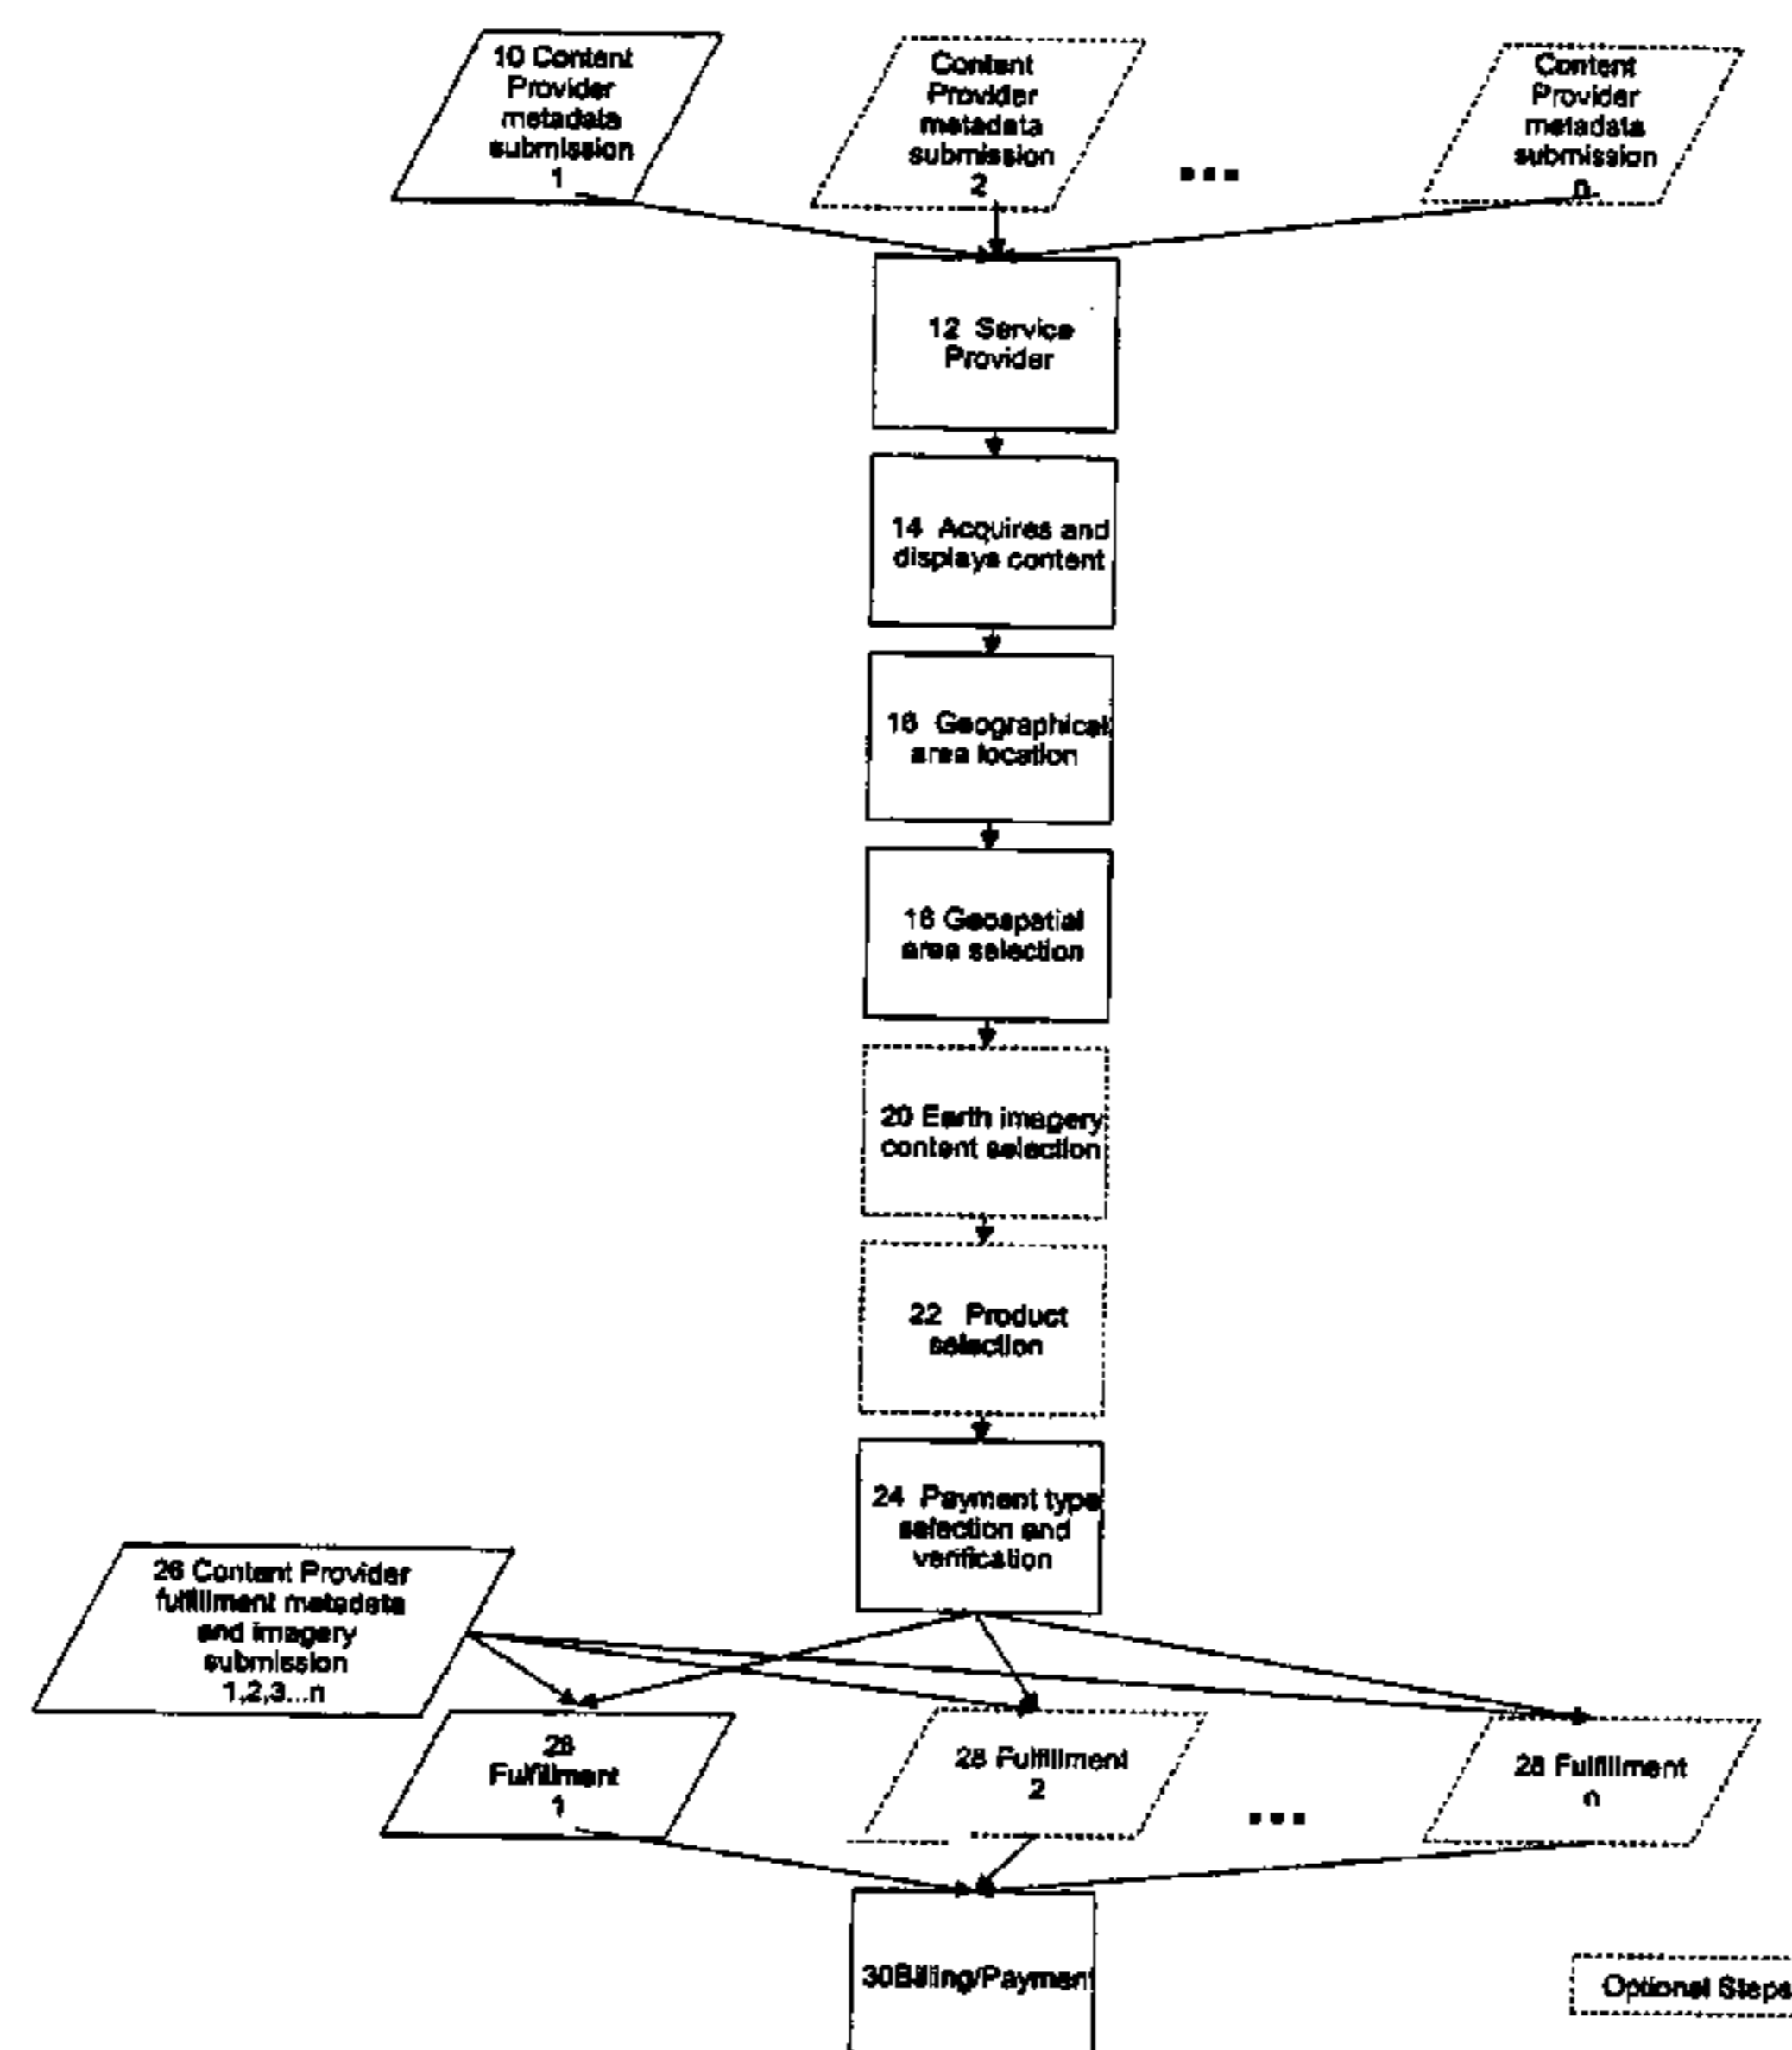 10 Content
Provider
metadata
submission
1
Content
Provider
metadata
submission
2
Content
Provider
metadata
submission
n
12 Service
Provider
14 Acquires and
displays content
16 Geographical
area location
18 Geospatial
area selection
20 Earth imagery
content selection
22 Product
selection
24 Payment type
selection and
verification
26 Content Provider
fulfillment metadata
and imagery
submission
1,2,3...n
28
Fulfillment
1
28 Fulfillment
2
28 Fulfillment
n
30Billing/Payment
Optional Steps